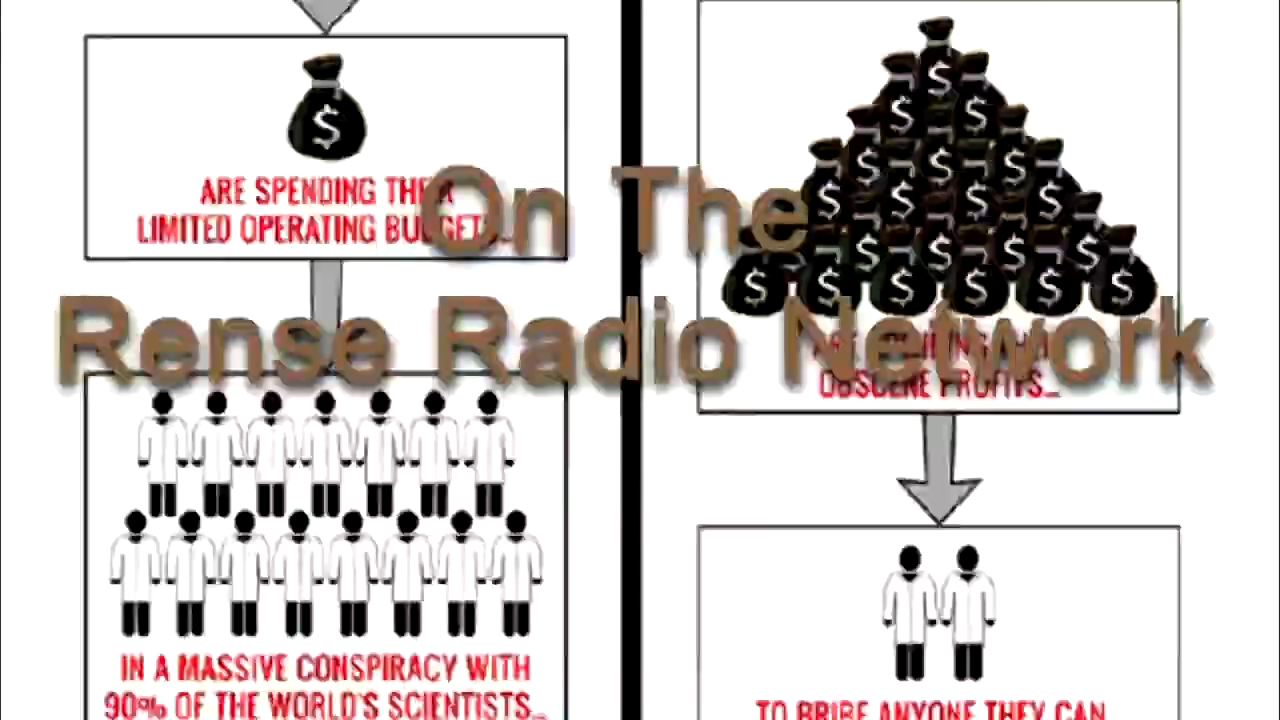 $
ARE SPENDING THEIR
LIMITED OPERATING BUDGET
On The
Rense Radio Network
OBSCENE PROFITS...
IN A MASSIVE CONSPIRACY WITH
90% OF THE WORLD'S SCIENTISTS...
TO BRIBE ANYONE THEY CAN